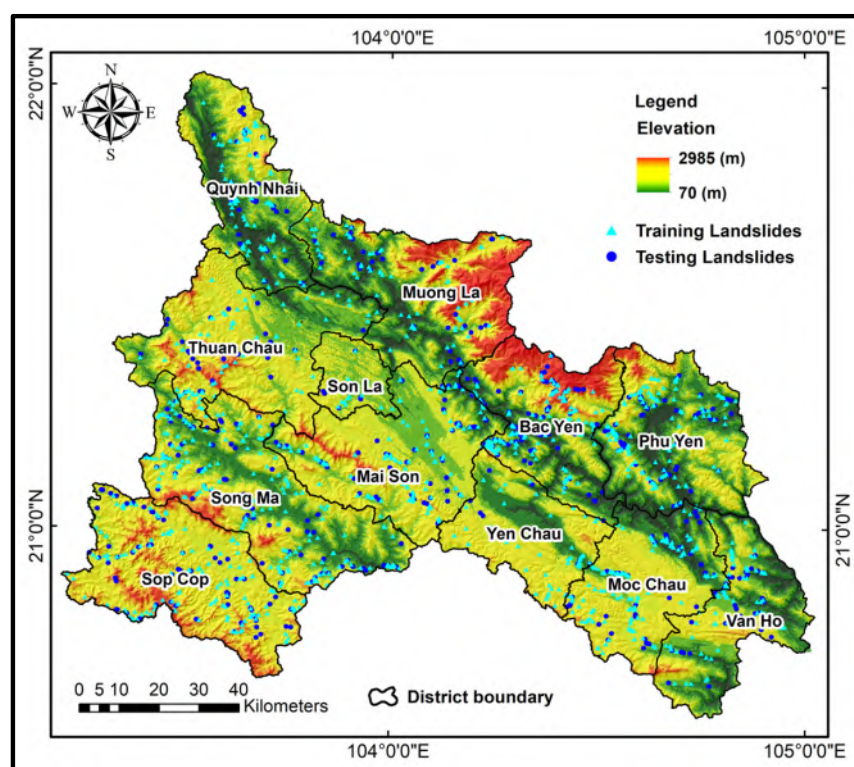 104°0'0"E 105°0'0"E
22°0'0"N
N
W E
S
Legend
Elevation
2985 (m)
70 (m)
Training Landslides
Testing Landslides
Quynh Nhai
Muong La
Thuan Chau
Son La
Bac Yen
Phu Yen
Mai Son
Song Ma
21°0'0"N 21°0'0"N
Yen Chau
Sop Cop
Moc Chau
Van Ho
0 5 10 20 30 40
Kilometers
District boundary
104°0'0"E 105°0'0"E